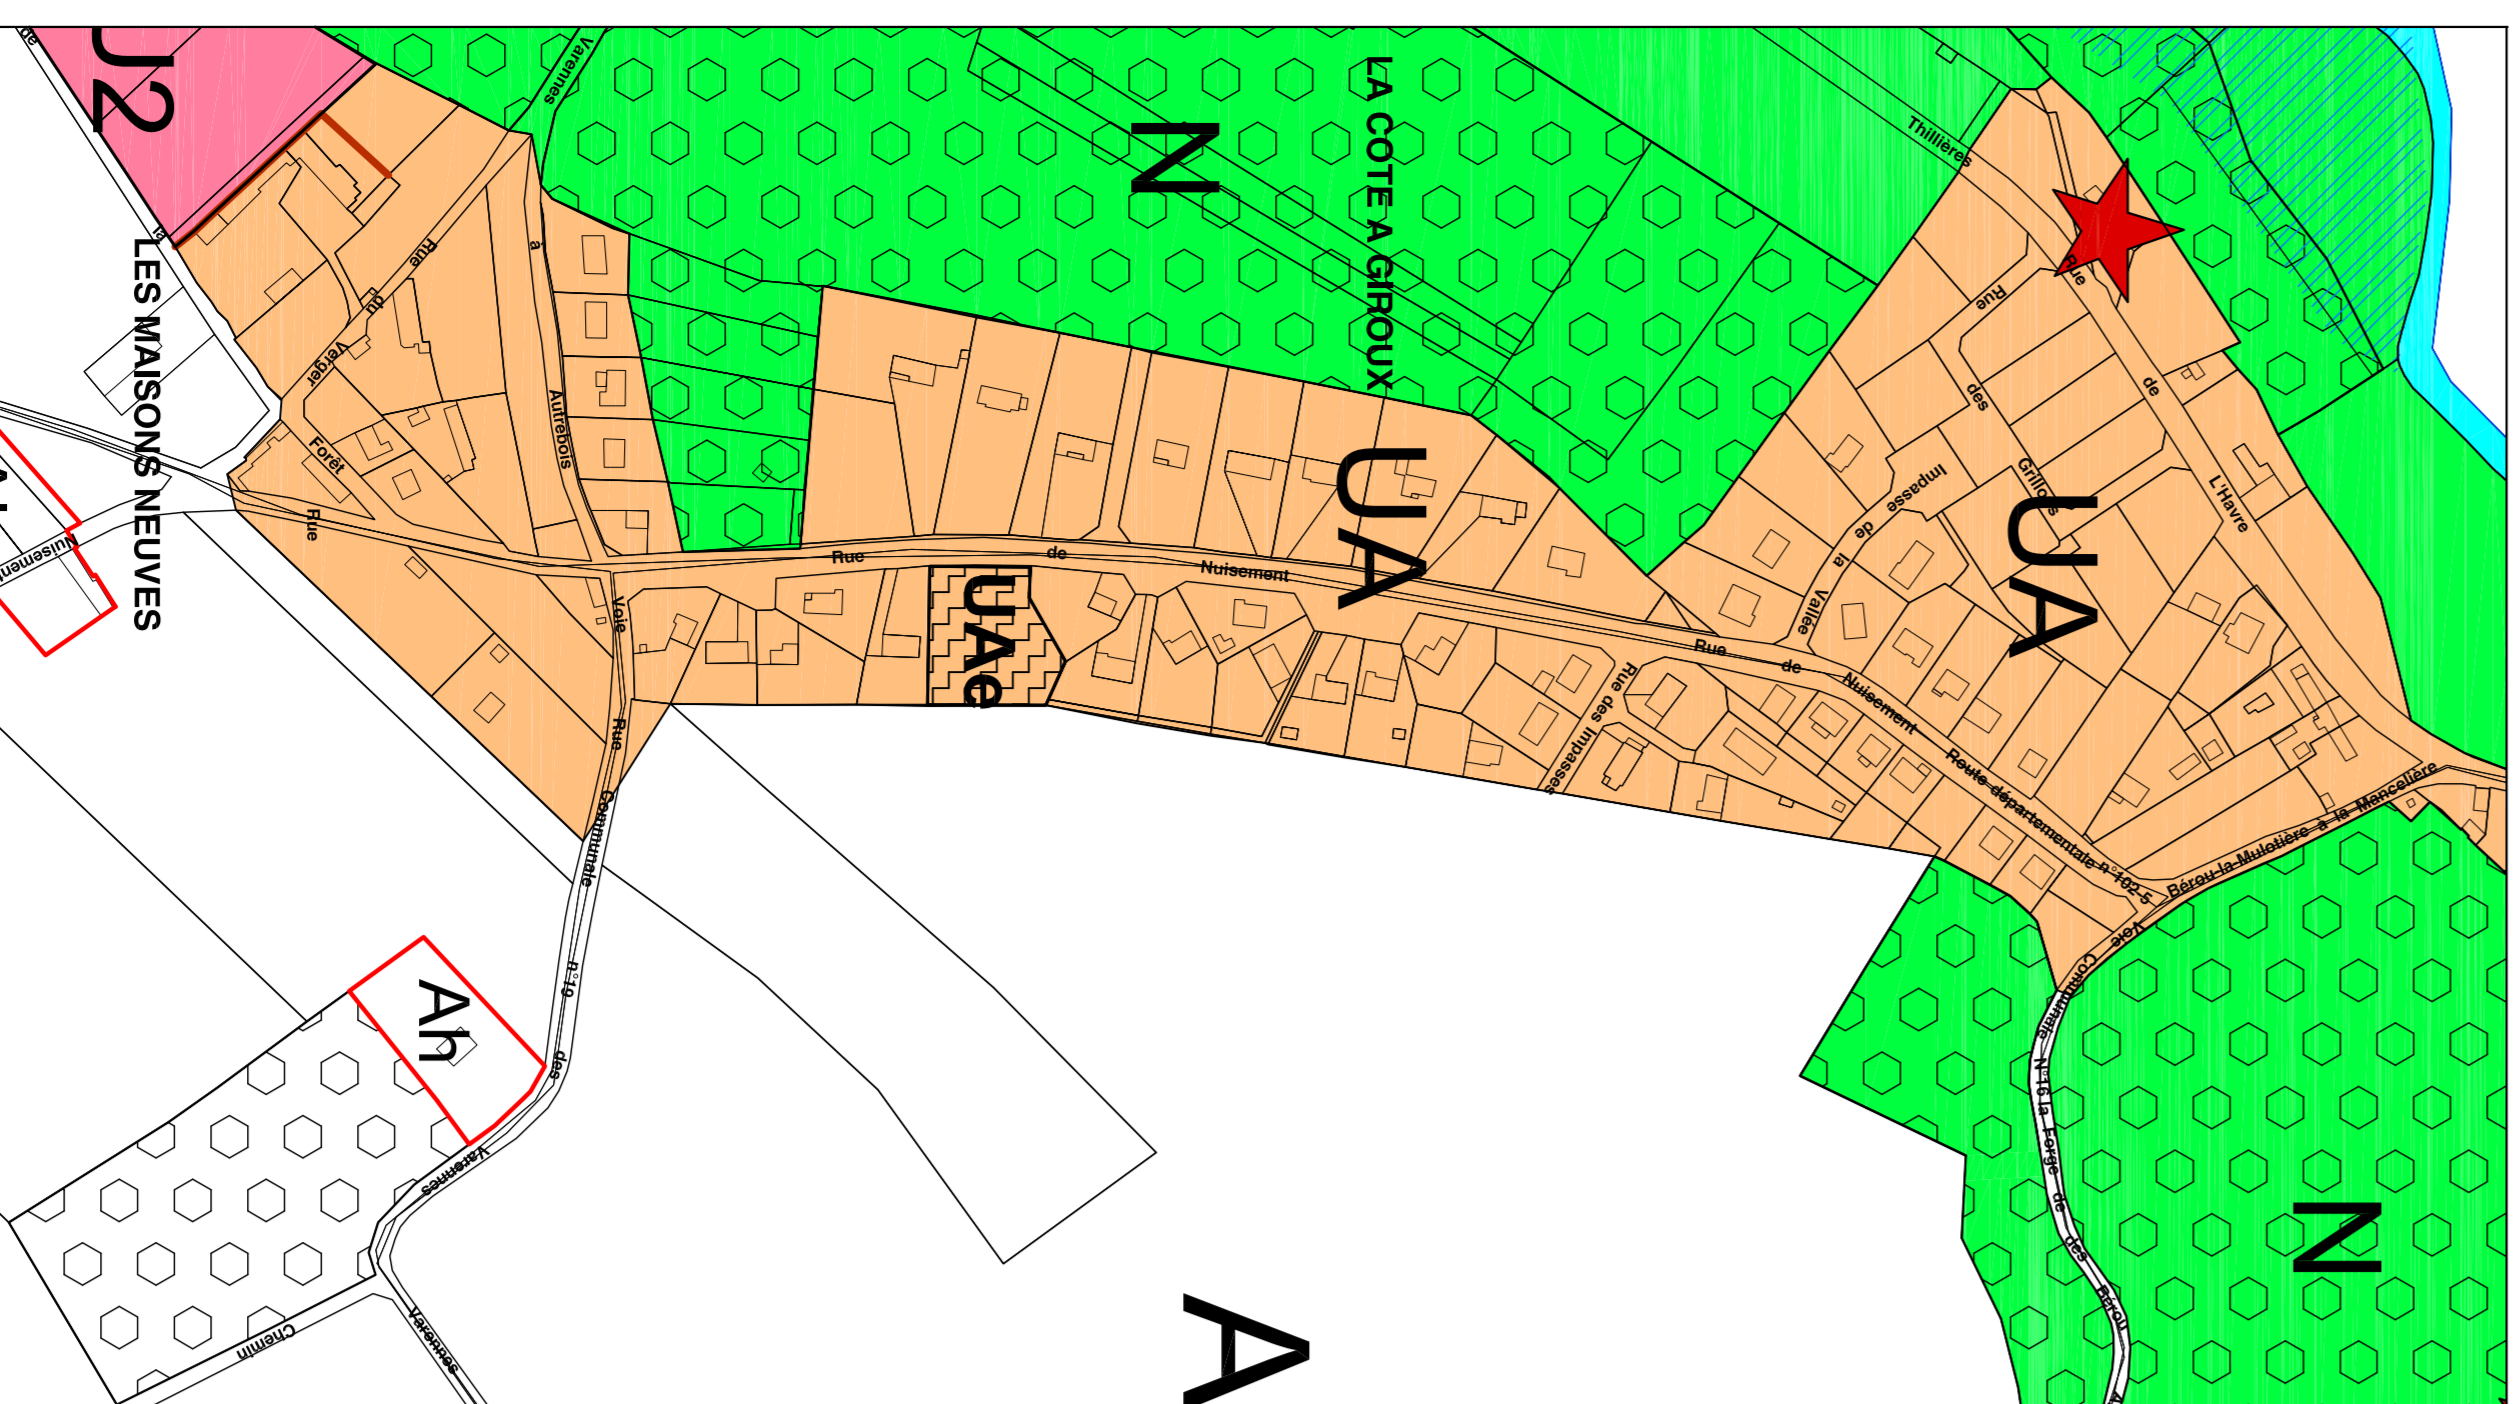 U2
de
la
LES MAISONS NEUVES
Varennes
à
Autrebois
Rue
du
Verger
Forêt
Rue
Nuisement
N
LA COTE A GIROUX
UA
Rue
de
Nuisement
UAe
Voie
Rue
Communale
n°19
des
Varennes
Ah
Chemin
Varennes
A
Thillières
Rue
de
L'Havre
Rue
des
Grillons
UA
Impasse
de
la
Vallée
Rue
de
Nuisement
Rue des Impasses
Route départementale n°102-5
Bérou-la-Mulotière à la Mancelière
Voie
Communale
N°16 la Forge
de
des
Bérou
N